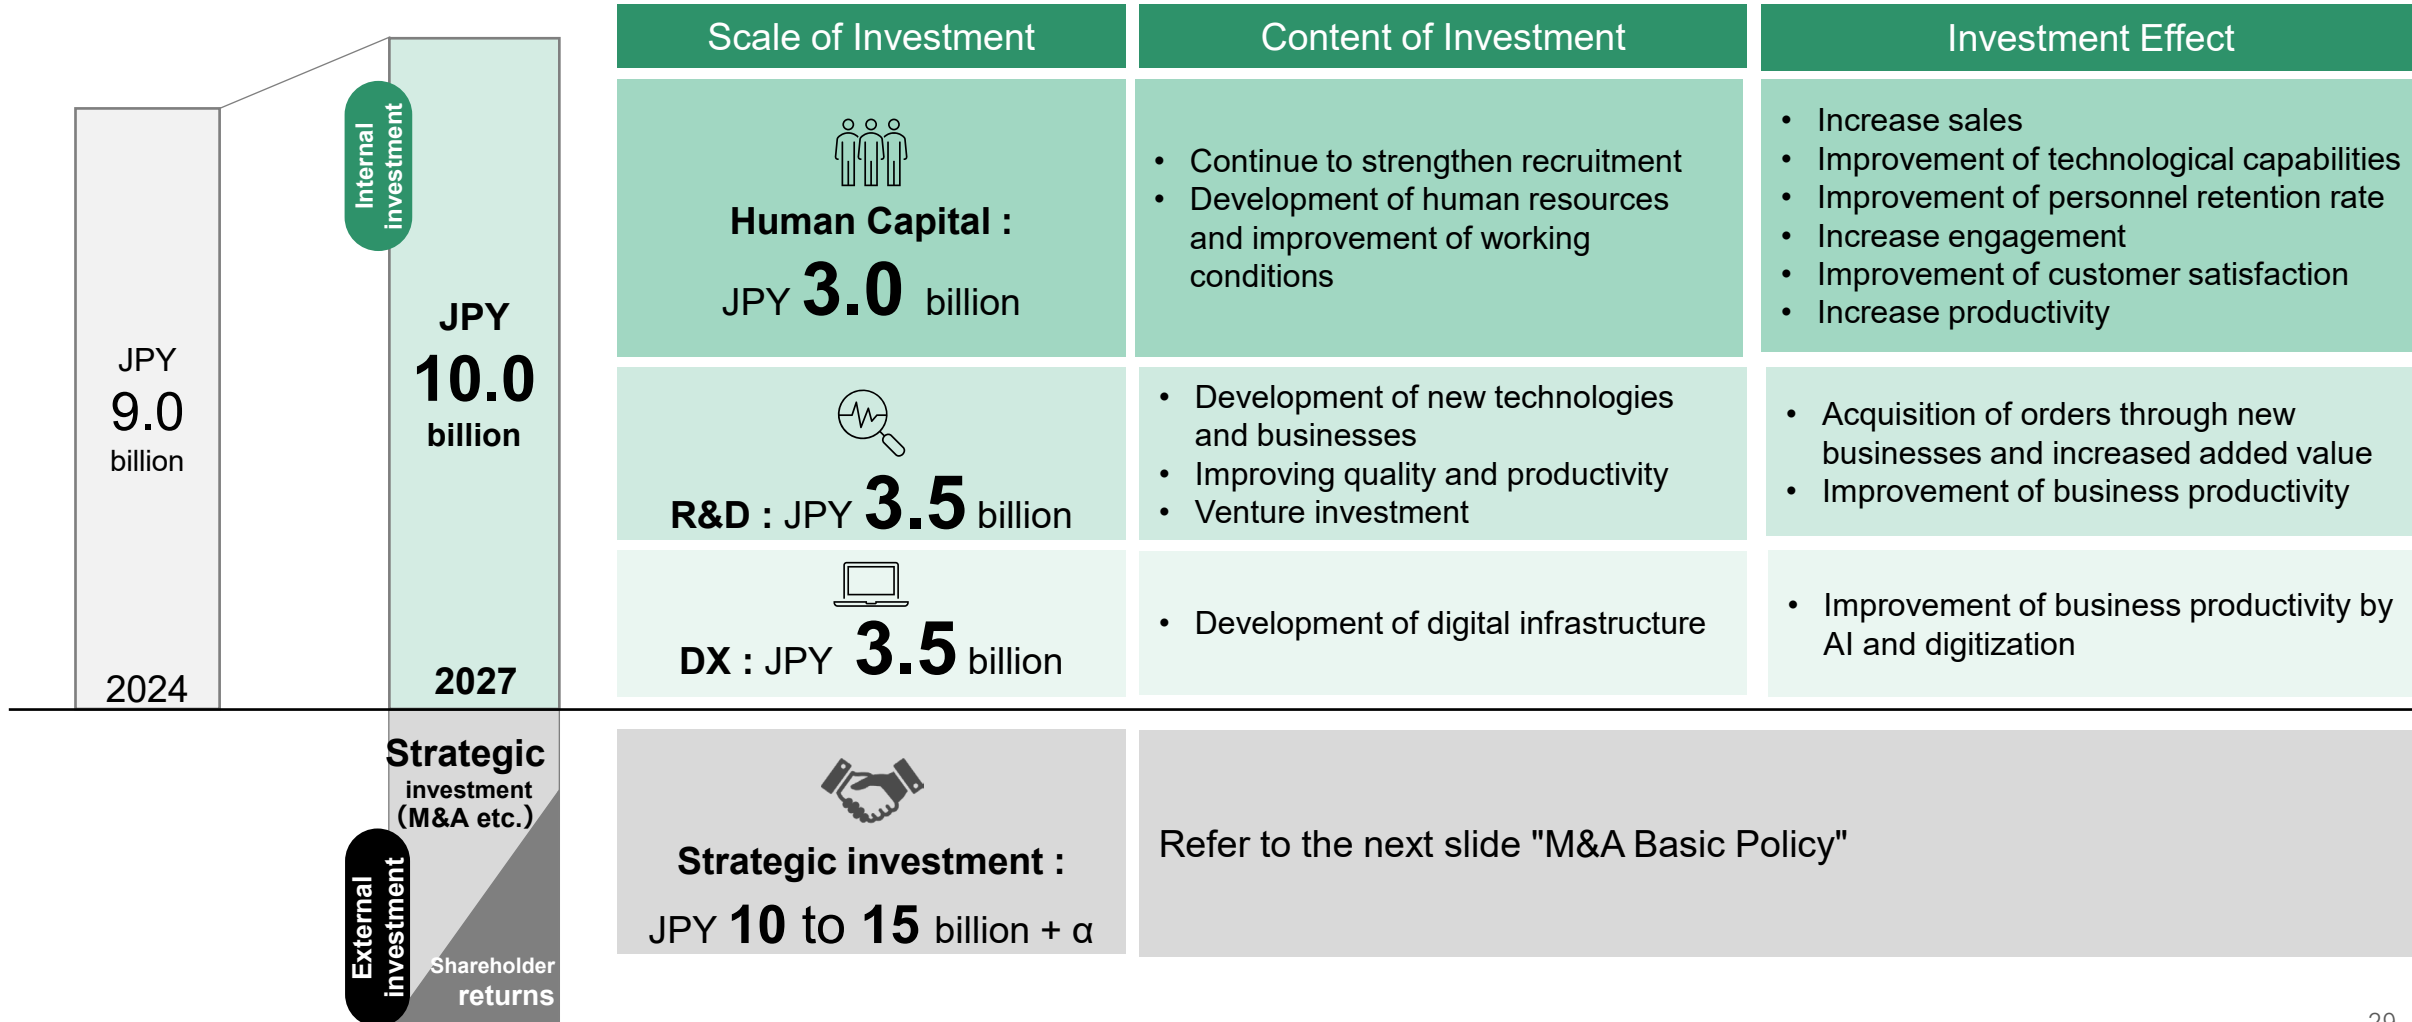 Scale of Investment
Content of Investment
Investment Effect
Internal
investment
JPY
9.0
billion
2024
JPY
10.0
billion
2027
Human Capital :
JPY 3.0 billion
• Continue to strengthen recruitment
• Development of human resources
and improvement of working
conditions
• Increase sales
• Improvement of technological capabilities
• Improvement of personnel retention rate
• Increase engagement
• Improvement of customer satisfaction
• Increase productivity
R&D : JPY 3.5 billion
• Development of new technologies
and businesses
• Improving quality and productivity
• Venture investment
• Acquisition of orders through new
businesses and increased added value
• Improvement of business productivity
DX : JPY 3.5 billion
• Development of digital infrastructure
• Improvement of business productivity by
AI and digitization
Strategic
investment
（M&A etc.）
External
investment
Shareholder
returns
Strategic investment :
JPY 10 to 15 billion + α
Refer to the next slide "M&A Basic Policy"